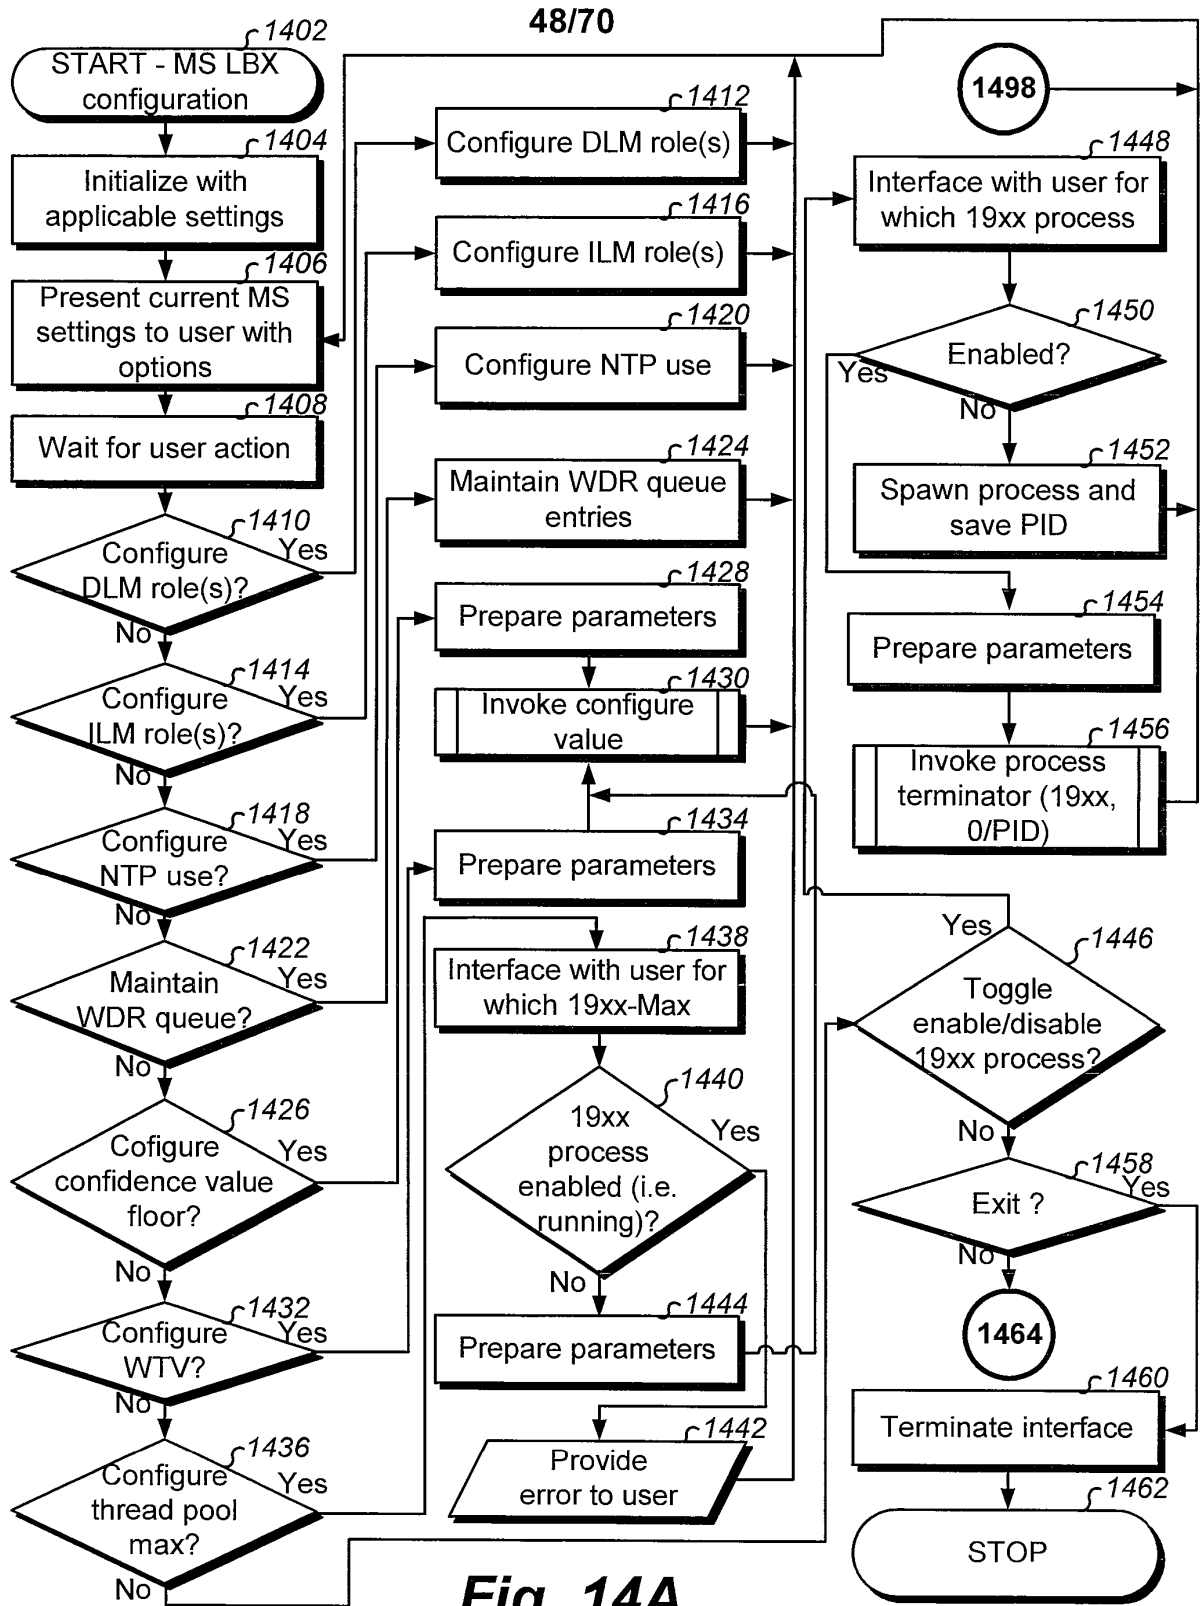 48/70
1402
START - MS LBX
configuration
1404
Initialize with
applicable settings
1406
Present current MS
settings to user with
options
1408
Wait for user action
1410
Configure
DLM role(s)?
Yes
No
1414
Configure
ILM role(s)?
Yes
No
1418
Configure
NTP use?
Yes
No
1422
Maintain
WDR queue?
Yes
No
1426
Cofigure
confidence value
floor?
Yes
No
1432
Configure
WTV?
Yes
No
1436
Configure
thread pool
max?
Yes
No
1412
Configure DLM role(s)
1416
Configure ILM role(s)
1420
Configure NTP use
1424
Maintain WDR queue
entries
1428
Prepare parameters
1430
Invoke configure
value
1434
Prepare parameters
1438
Interface with user for
which 19xx-Max
1440
19xx
process
enabled (i.e.
running)?
Yes
No
1444
Prepare parameters
1442
Provide
error to user
1498
1448
Interface with user for
which 19xx process
1450
Enabled?
Yes
No
1452
Spawn process and
save PID
1454
Prepare parameters
1456
Invoke process
terminator (19xx,
0/PID)
1446
Toggle
enable/disable
19xx process?
Yes
No
1458
Exit ?
Yes
No
1464
1460
Terminate interface
1462
STOP
Fig. 14A